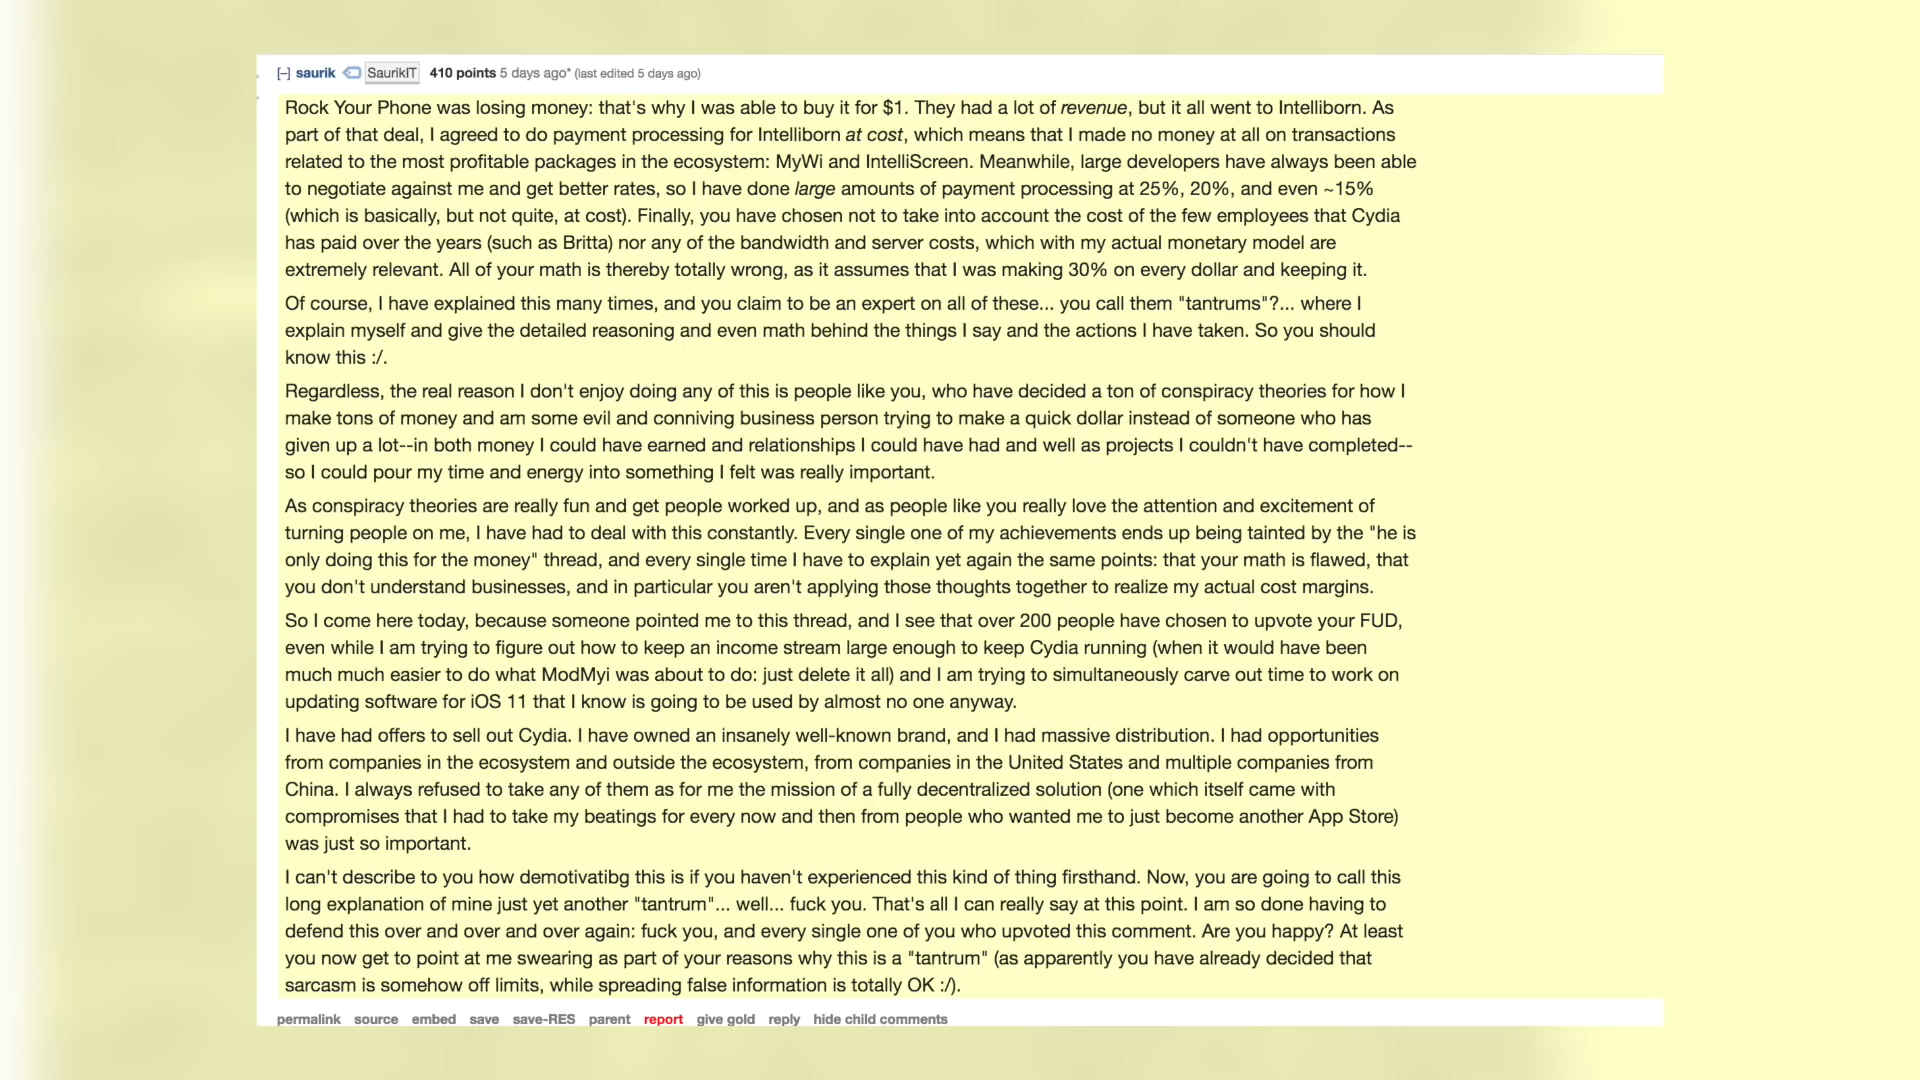 [-] saurik SaurikIT 410 points 5 days ago* (last edited 5 days ago)
Rock Your Phone was losing money: that's why I was able to buy it for $1. They had a lot of revenue, but it all went to Intelliborn. As
part of that deal, I agreed to do payment processing for Intelliborn at cost, which means that I made no money at all on transactions
related to the most profitable packages in the ecosystem: MyWi and IntelliScreen. Meanwhile, large developers have always been able
to negotiate against me and get better rates, so I have done large amounts of payment processing at 25%, 20%, and even ~15%
(which is basically, but not quite, at cost). Finally, you have chosen not to take into account the cost of the few employees that Cydia
has paid over the years (such as Britta) nor any of the bandwidth and server costs, which with my actual monetary model are
extremely relevant. All of your math is thereby totally wrong, as it assumes that I was making 30% on every dollar and keeping it.
Of course, I have explained this many times, and you claim to be an expert on all of these... you call them "tantrums"?... where I
explain myself and give the detailed reasoning and even math behind the things I say and the actions I have taken. So you should
know this :/.
Regardless, the real reason I don't enjoy doing any of this is people like you, who have decided a ton of conspiracy theories for how I
make tons of money and am some evil and conniving business person trying to make a quick dollar instead of someone who has
given up a lot--in both money I could have earned and relationships I could have had and well as projects I couldn't have completed--
so I could pour my time and energy into something I felt was really important.
As conspiracy theories are really fun and get people worked up, and as people like you really love the attention and excitement of
turning people on me, I have had to deal with this constantly. Every single one of my achievements ends up being tainted by the "he is
only doing this for the money" thread, and every single time I have to explain yet again the same points: that your math is flawed, that
you don't understand businesses, and in particular you aren't applying those thoughts together to realize my actual cost margins.
So I come here today, because someone pointed me to this thread, and I see that over 200 people have chosen to upvote your FUD,
even while I am trying to figure out how to keep an income stream large enough to keep Cydia running (when it would have been
much much easier to do what ModMyi was about to do: just delete it all) and I am trying to simultaneously carve out time to work on
updating software for iOS 11 that I know is going to be used by almost no one anyway.
I have had offers to sell out Cydia. I have owned an insanely well-known brand, and I had massive distribution. I had opportunities
from companies in the ecosystem and outside the ecosystem, from companies in the United States and multiple companies from
China. I always refused to take any of them as for me the mission of a fully decentralized solution (one which itself came with
compromises that I had to take my beatings for every now and then from people who wanted me to just become another App Store)
was just so important.
I can't describe to you how demotivatibg this is if you haven't experienced this kind of thing firsthand. Now, you are going to call this
long explanation of mine just yet another "tantrum"... well... fuck you. That's all I can really say at this point. I am so done having to
defend this over and over and over again: fuck you, and every single one of you who upvoted this comment. Are you happy? At least
you now get to point at me swearing as part of your reasons why this is a "tantrum" (as apparently you have already decided that
sarcasm is somehow off limits, while spreading false information is totally OK :/).
permalink source embed save save-RES parent report give gold reply hide child comments